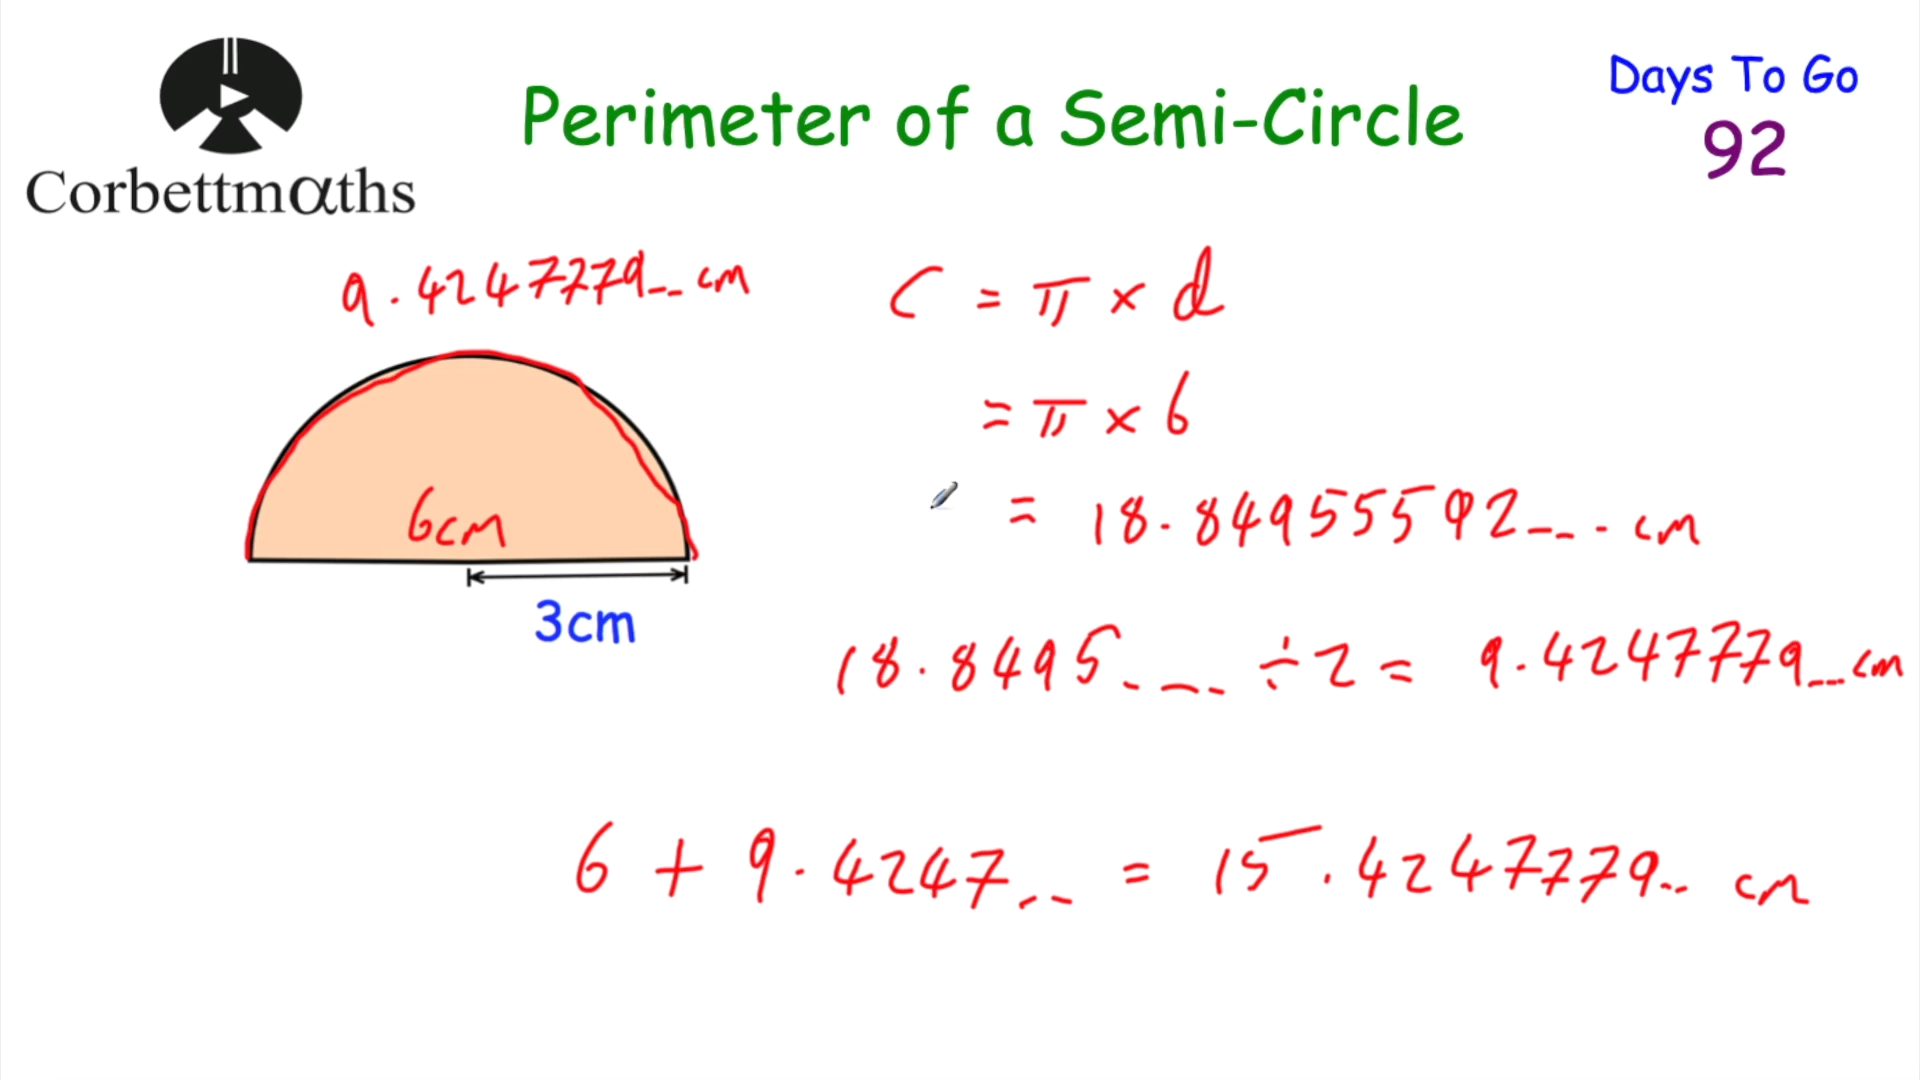 Corbettmαths
Perimeter of a Semi-Circle
Days To Go
92
9.4247779... cm
6cm
3cm
C = π × d
= π × 6
= 18.849555592.... cm
18.8495.... ÷ 2 = 9.4247779... cm
6 + 9.4247... = 15.4247779... cm